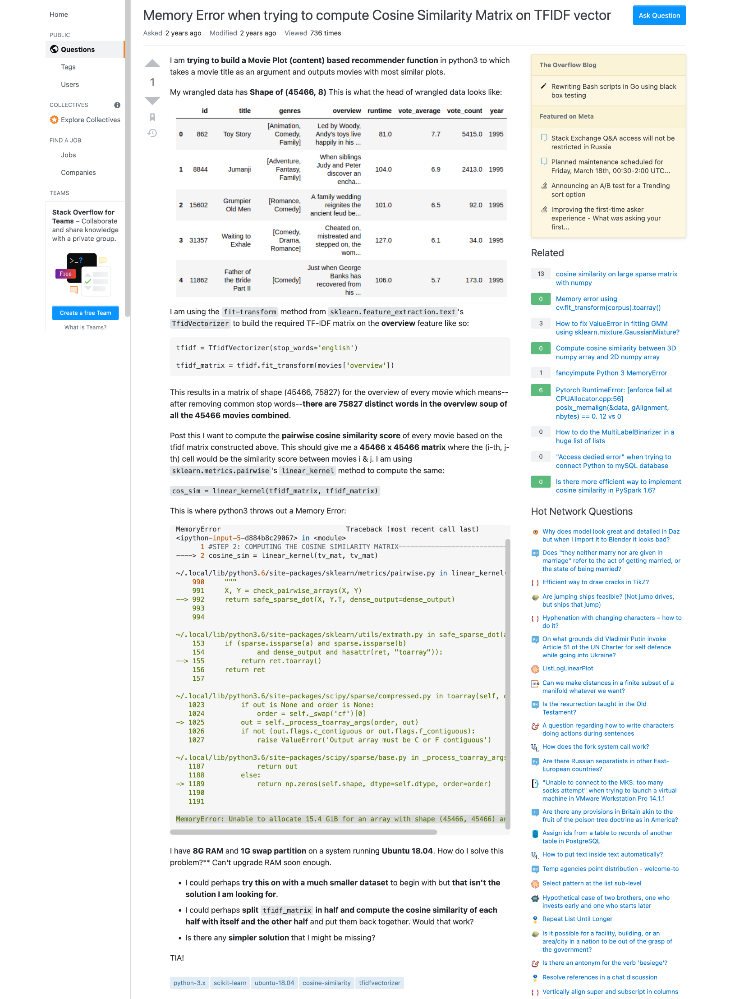 Home
PUBLIC
Questions
Tags
Users
COLLECTIVES
Explore Collectives
FIND A JOB
Jobs
Companies
TEAMS
Stack Overflow for
Teams – Collaborate
and share knowledge
with a private group.
>_?
Free
Create a free Team
What is Teams?
Memory Error when trying to compute Cosine Similarity Matrix on TFIDF vector
Ask Question
Asked 2 years ago Modified 2 years ago Viewed 736 times
1
I am trying to build a Movie Plot (content) based recommender function in python3 to which
takes a movie title as an argument and outputs movies with most similar plots.
My wrangled data has Shape of (45466, 8) This is what the head of wrangled data looks like:
id title genres overview runtime vote_average vote_count year
0 862 Toy Story [Animation, Comedy, Family] Led by Woody, Andy's toys live happily in his ... 81.0 7.7 5415.0 1995
1 8844 Jumanji [Adventure, Fantasy, Family] When siblings Judy and Peter discover an encha... 104.0 6.9 2413.0 1995
2 15602 Grumpier Old Men [Romance, Comedy] A family wedding reignites the ancient feud be... 101.0 6.5 92.0 1995
3 31357 Waiting to Exhale [Comedy, Drama, Romance] Cheated on, mistreated and stepped on, the wom... 127.0 6.1 34.0 1995
4 11862 Father of the Bride Part II [Comedy] Just when George Banks has recovered from his ... 106.0 5.7 173.0 1995
I am using the fit-transform method from sklearn.feature_extraction.text 's
TfidVectorizer to build the required TF-IDF matrix on the overview feature like so:
tfidf = TfidfVectorizer(stop_words='english')
tfidf_matrix = tfidf.fit_transform(movies['overview'])
This results in a matrix of shape (45466, 75827) for the overview of every movie which means--
after removing common stop words--there are 75827 distinct words in the overview soup of
all the 45466 movies combined.
Post this I want to compute the pairwise cosine similarity score of every movie based on the
tfidf matrix constructed above. This should give me a 45466 x 45466 matrix where the (i-th, j-
th) cell would be the similarity score between movies i & j. I am using
sklearn.metrics.pairwise 's linear_kernel method to compute the same:
cos_sim = linear_kernel(tfidf_matrix, tfidf_matrix)
This is where python3 throws out a Memory Error:
MemoryError Traceback (most recent call last)
<ipython-input-5-d884b8c29067> in <module>
1 #STEP 2: COMPUTING THE COSINE SIMILARITY MATRIX---------------------------
----> 2 cosine_sim = linear_kernel(tv_mat, tv_mat)
~/.local/lib/python3.6/site-packages/sklearn/metrics/pairwise.py in linear_kernel(
990 """
991 X, Y = check_pairwise_arrays(X, Y)
--> 992 return safe_sparse_dot(X, Y.T, dense_output=dense_output)
993
994
~/.local/lib/python3.6/site-packages/sklearn/utils/extmath.py in safe_sparse_dot(a
153 if (sparse.issparse(a) and sparse.issparse(b)
154 and dense_output and hasattr(ret, "toarray")):
--> 155 return ret.toarray()
156 return ret
157
~/.local/lib/python3.6/site-packages/scipy/sparse/compressed.py in toarray(self, o
1023 if out is None and order is None:
1024 order = self._swap('cf')[0]
-> 1025 out = self._process_toarray_args(order, out)
1026 if not (out.flags.c_contiguous or out.flags.f_contiguous):
1027 raise ValueError('Output array must be C or F contiguous')
~/.local/lib/python3.6/site-packages/scipy/sparse/base.py in _process_toarray_args
1187 return out
1188 else:
-> 1189 return np.zeros(self.shape, dtype=self.dtype, order=order)
1190
1191
MemoryError: Unable to allocate 15.4 GiB for an array with shape (45466, 45466) an
I have 8G RAM and 1G swap partition on a system running Ubuntu 18.04. How do I solve this
problem?** Can't upgrade RAM soon enough.
• I could perhaps try this on with a much smaller dataset to begin with but that isn't the
solution I am looking for.
• I could perhaps split tfidf_matrix in half and compute the cosine similarity of each
half with itself and the other half and put them back together. Would that work?
• Is there any simpler solution that I might be missing?
TIA!
python-3.x scikit-learn ubuntu-18.04 cosine-similarity tfidfvectorizer
The Overflow Blog
Rewriting Bash scripts in Go using black
box testing
Featured on Meta
Stack Exchange Q&A access will not be
restricted in Russia
Planned maintenance scheduled for
Friday, March 18th, 00:30-2:00 UTC...
Announcing an A/B test for a Trending
sort option
Improving the first-time asker
experience - What was asking your
first...
Related
13 cosine similarity on large sparse matrix
with numpy
0 Memory error using
cv.fit_transform(corpus).toarray()
3 How to fix ValueError in fitting GMM
using sklearn.mixture.GaussianMixture?
0 Compute cosine similarity between 3D
numpy array and 2D numpy array
1 fancyimpute Python 3 MemoryError
6 Pytorch RuntimeError: [enforce fail at
CPUAllocator.cpp:56]
posix_memalign(&data, gAlignment,
nbytes) == 0. 12 vs 0
0 How to do the MultiLabelBinarizer in a
huge list of lists
0 "Access dedied error" when trying to
connect Python to mySQL database
0 Is there more efficient way to implement
cosine similarity in PySpark 1.6?
Hot Network Questions
Why does model look great and detailed in Daz
but when I import it to Blender it looks bad?
BH Does "they neither marry nor are given in
marriage" refer to the act of getting married, or
the state of being married?
Efficient way to draw cracks in TikZ?
Are jumping ships feasible? (Not jump drives,
but ships that jump)
Hyphenation with changing characters – how to
do it?
Po On what grounds did Vladimir Putin invoke
Article 51 of the UN Charter for self defence
while going into Ukraine?
ListLogLinearPlot
mo Can we make distances in a finite subset of a
manifold whatever we want?
BH Is the resurrection taught in the Old
Testament?
A question regarding how to write characters
doing actions during sentences
UL How does the fork system call work?
Po Are there Russian separatists in other East-
European countries?
"Unable to connect to the MKS: too many
socks attempt" when trying to launch a virtual
machine in VMware Workstation Pro 14.1.1
L Are there any provisions in Britain akin to the
fruit of the poison tree doctrine as in America?
Assign ids from a table to records of another
table in PostgreSQL
UL How to put text inside text automatically?
BG Temp agencies point distribution - welcome-to
Select pattern at the list sub-level
Hypothetical case of two brothers, one who
invests early and one who starts later
Repeat List Until Longer
Is it possible for a facility, building, or an
area/city in a nation to be out of the grasp of
the government?
Is there an antonym for the verb 'besiege'?
Resolve references in a chat discussion
Vertically align super and subscript in columns